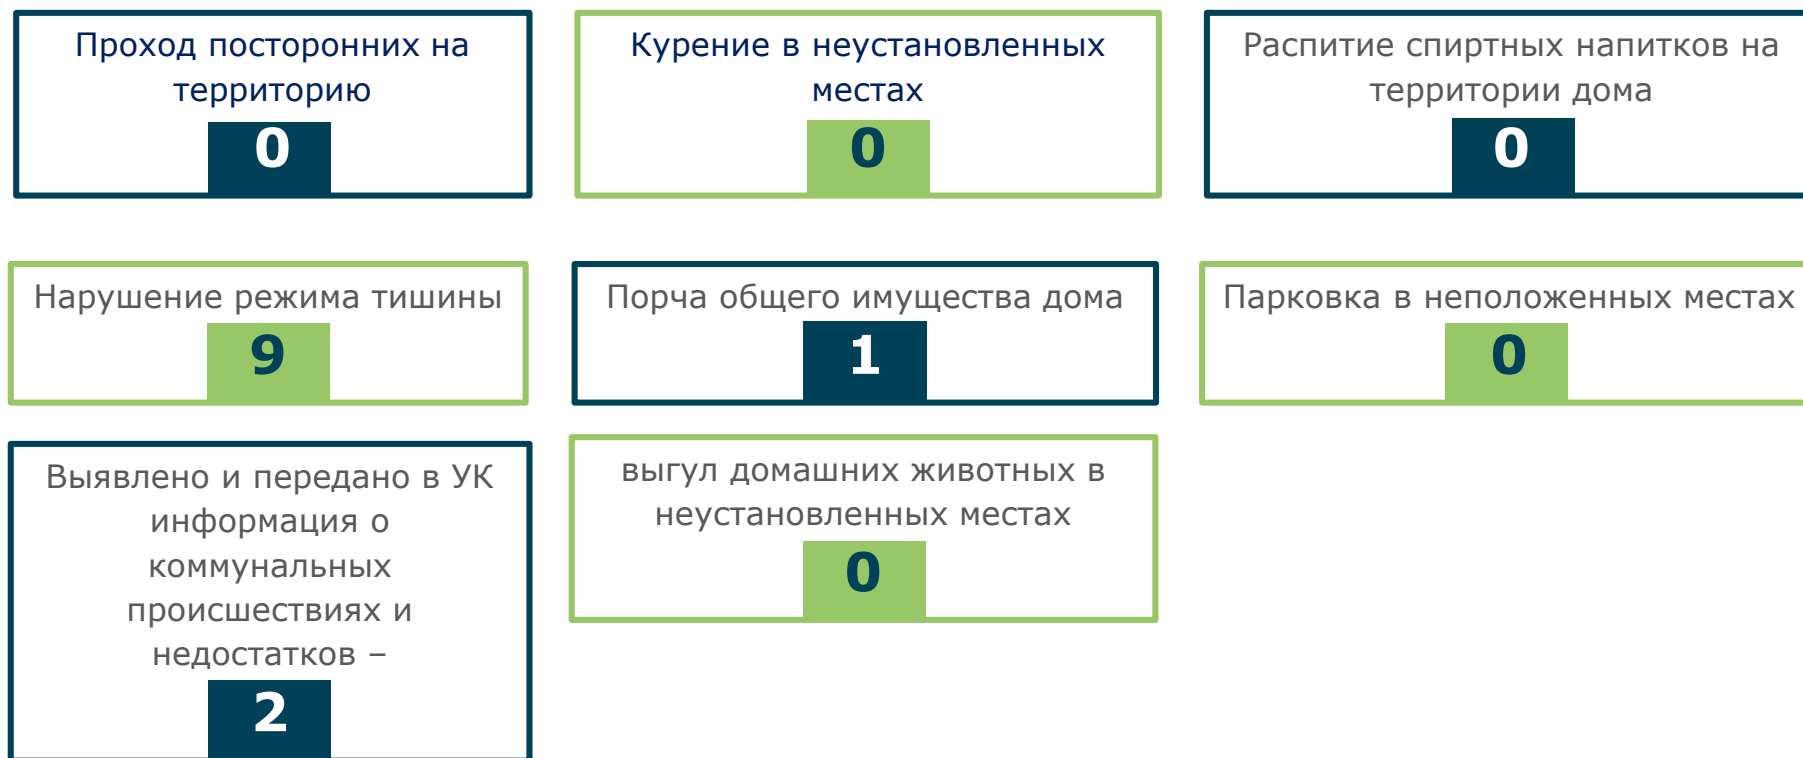 Проход посторонних на
территорию
0
Курение в неустановленных
местах
0
Распитие спиртных напитков на
территории дома
0
Нарушение режима тишины
9
Порча общего имущества дома
1
Парковка в неположенных местах
0
Выявлено и передано в УК
информация о
коммунальных
происшествиях и
недостатков –
2
выгул домашних животных в
неустановленных местах
0